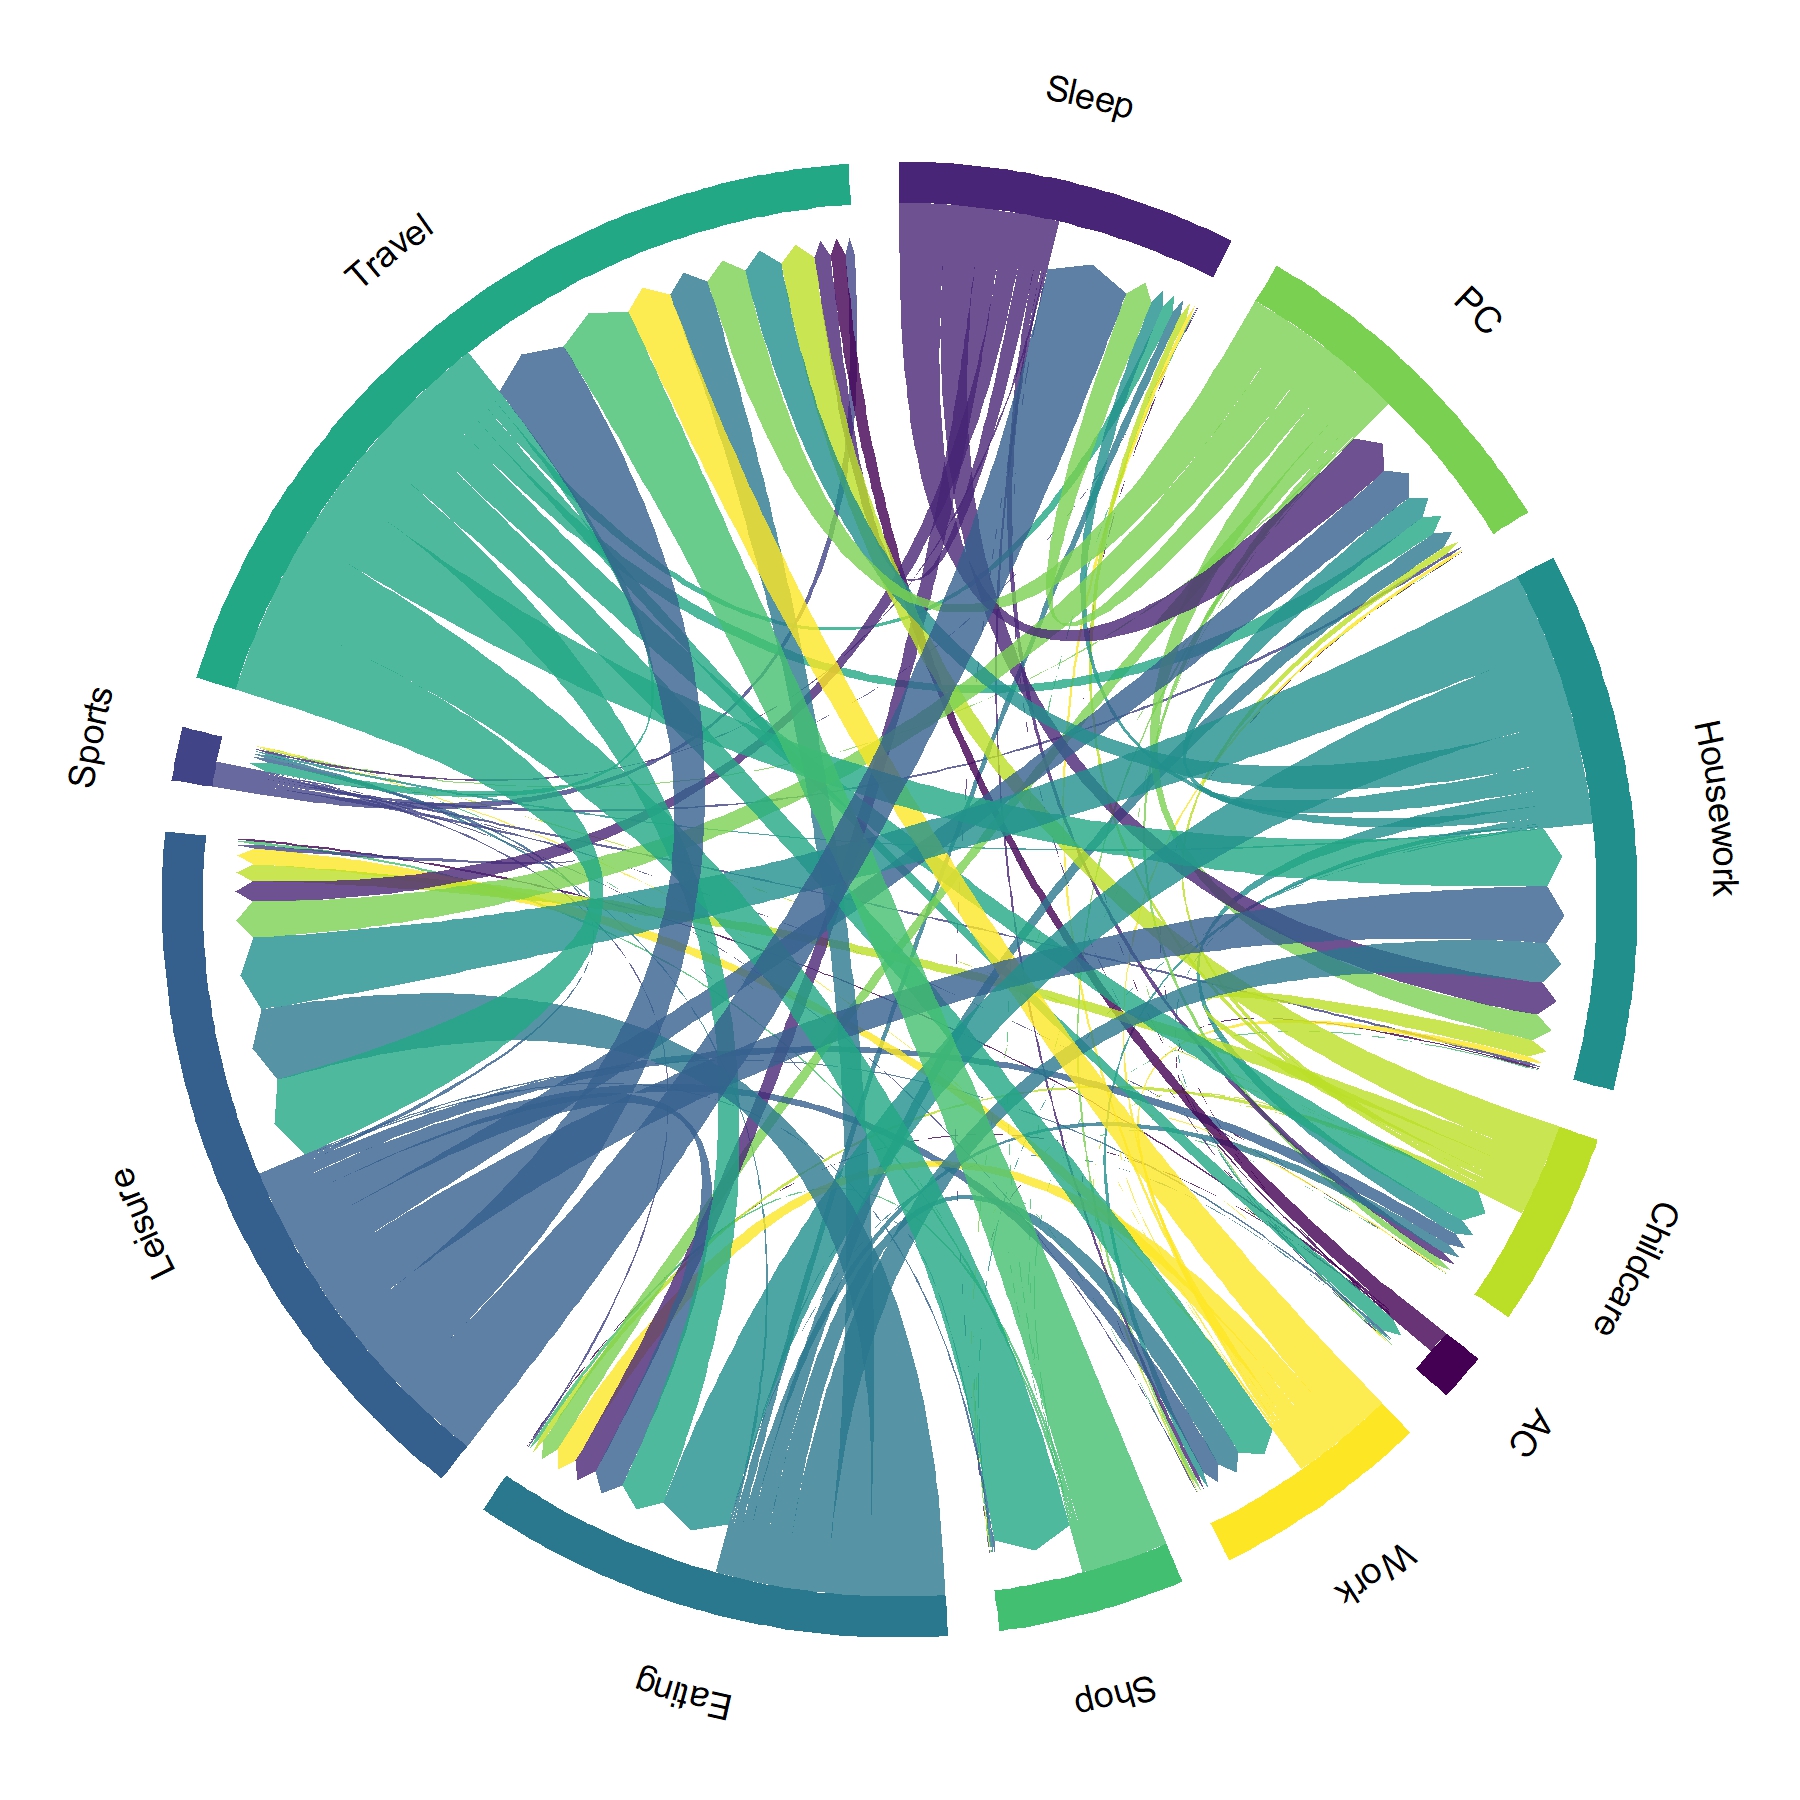 Sleep
PC
Housework
Childcare
AC
Work
Shop
Eating
Leisure
Sports
Travel